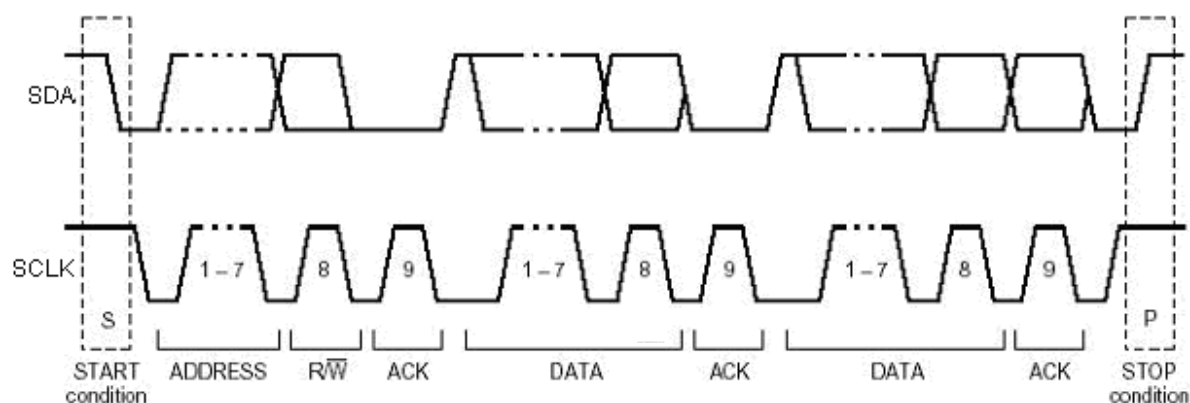 SDA
SCLK
1 – 7 8 9 1 – 7 8 9 1 – 7 8 9
S P
START ADDRESS R/W̅ ACK DATA ACK DATA ACK STOP
condition condition